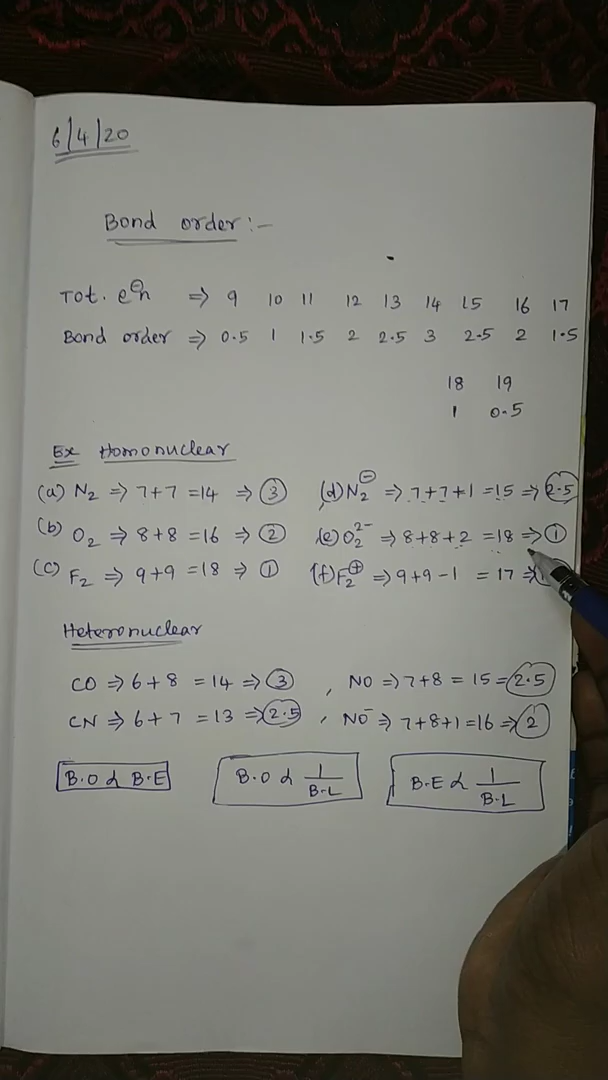 6/4/20
Bond order:-
Tot. e⊖n ⇒ 9 10 11 12 13 14 15 16 17
Bond order ⇒ 0.5 1 1.5 2 2.5 3 2.5 2 1.5
18 19
1 0.5
Ex Homonuclear
(a) N₂ ⇒ 7+7 =14 ⇒ ③ (d) N₂⊖ ⇒ 7+7+1 =15 ⇒ 2.5
(b) O₂ ⇒ 8+8 =16 ⇒ ② (e) O₂²⁻ ⇒ 8+8+2 =18 ⇒ ①
(c) F₂ ⇒ 9+9 =18 ⇒ ① (f) F₂⊕ ⇒ 9+9-1 = 17 ⇒
Heteronuclear
CO ⇒ 6+8 =14 ⇒ ③ , NO ⇒ 7+8 = 15 = 2.5
CN ⇒ 6+7 =13 ⇒ 2.5 , NO⁻ ⇒ 7+8+1 =16 ⇒ ②
B.O α B.E B.O α 1/B.L B.E α 1/B.L